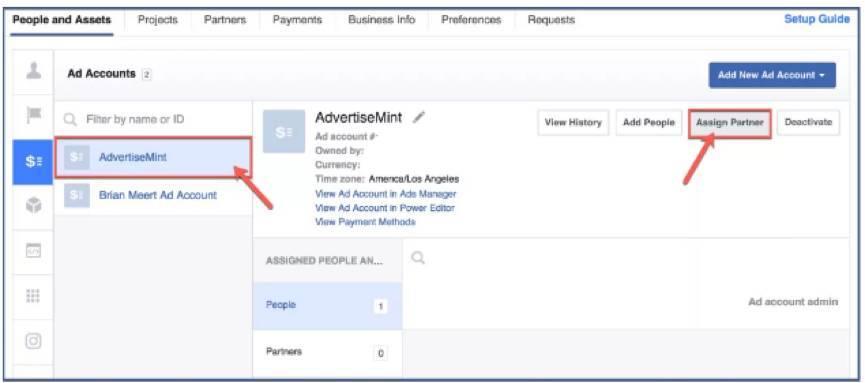 People and Assets Projects Partners Payments Business Info Preferences Requests Setup Guide
Ad Accounts 2
Add New Ad Account
Filter by name or ID
AdvertiseMint
Brian Meert Ad Account
AdvertiseMint
Ad account #:
Owned by:
Currency:
Time zone: America/Los Angeles
View Ad Account in Ads Manager
View Ad Account in Power Editor
View Payment Methods
View History Add People Assign Partner Deactivate
ASSIGNED PEOPLE AN...
People 1
Partners 0
Ad account admin